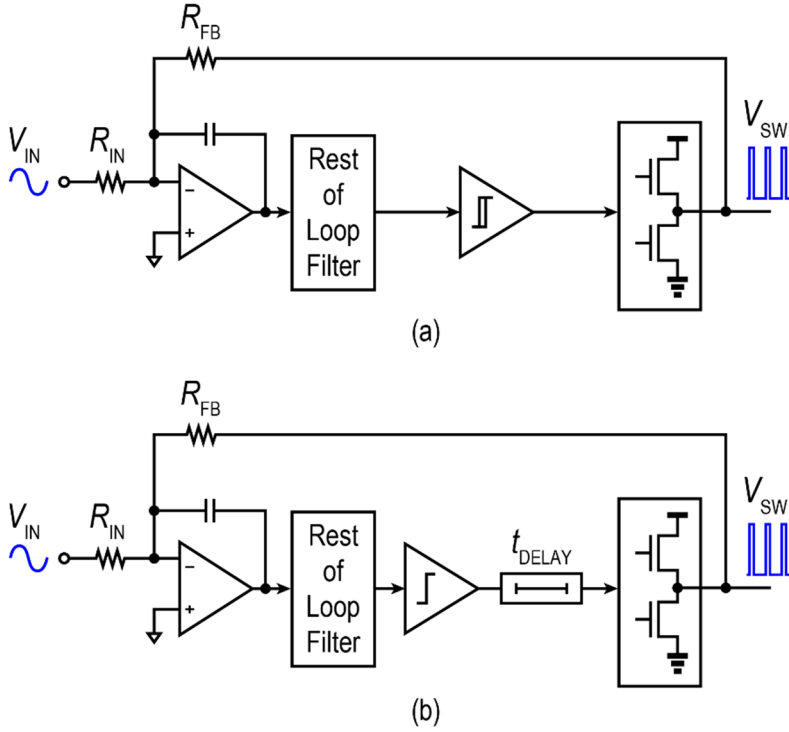 R_FB
V_IN
R_IN
−
+
Rest
of
Loop
Filter
V_SW
(a)
R_FB
V_IN
R_IN
−
+
Rest
of
Loop
Filter
t_DELAY
V_SW
(b)